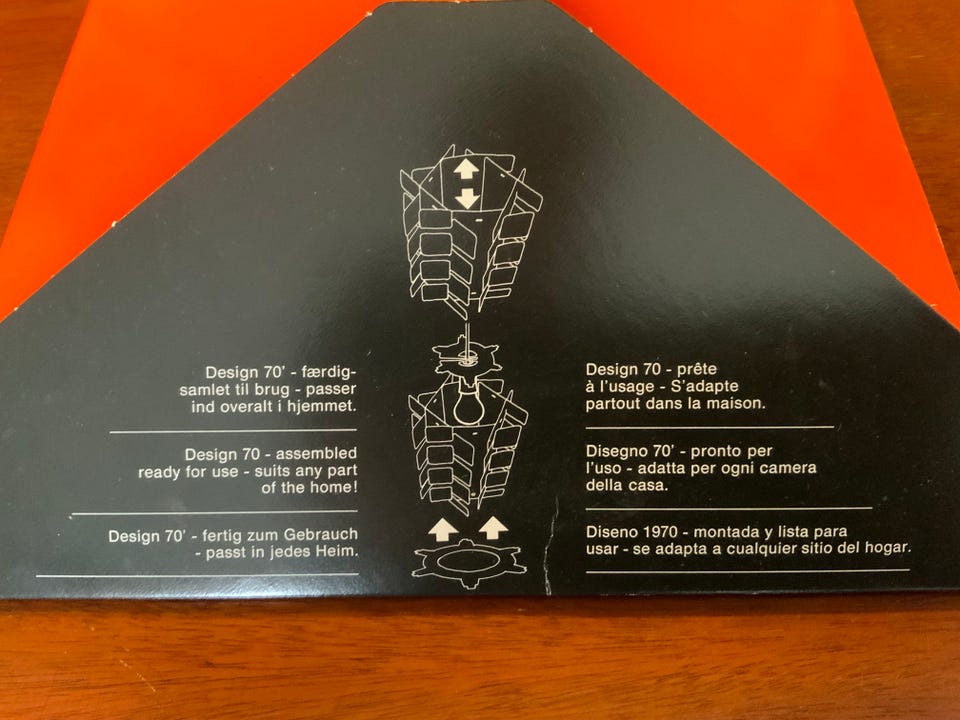 Design 70' - færdig-
samlet til brug - passer
ind overalt i hjemmet.
Design 70 - assembled
ready for use - suits any part
of the home!
Design 70' - fertig zum Gebrauch
- passt in jedes Heim.
Design 70 - prête
à l'usage - S'adapte
partout dans la maison.
Disegno 70' - pronto per
l'uso - adatta per ogni camera
della casa.
Diseno 1970 - montada y lista para
usar - se adapta a cualquier sitio del hogar.